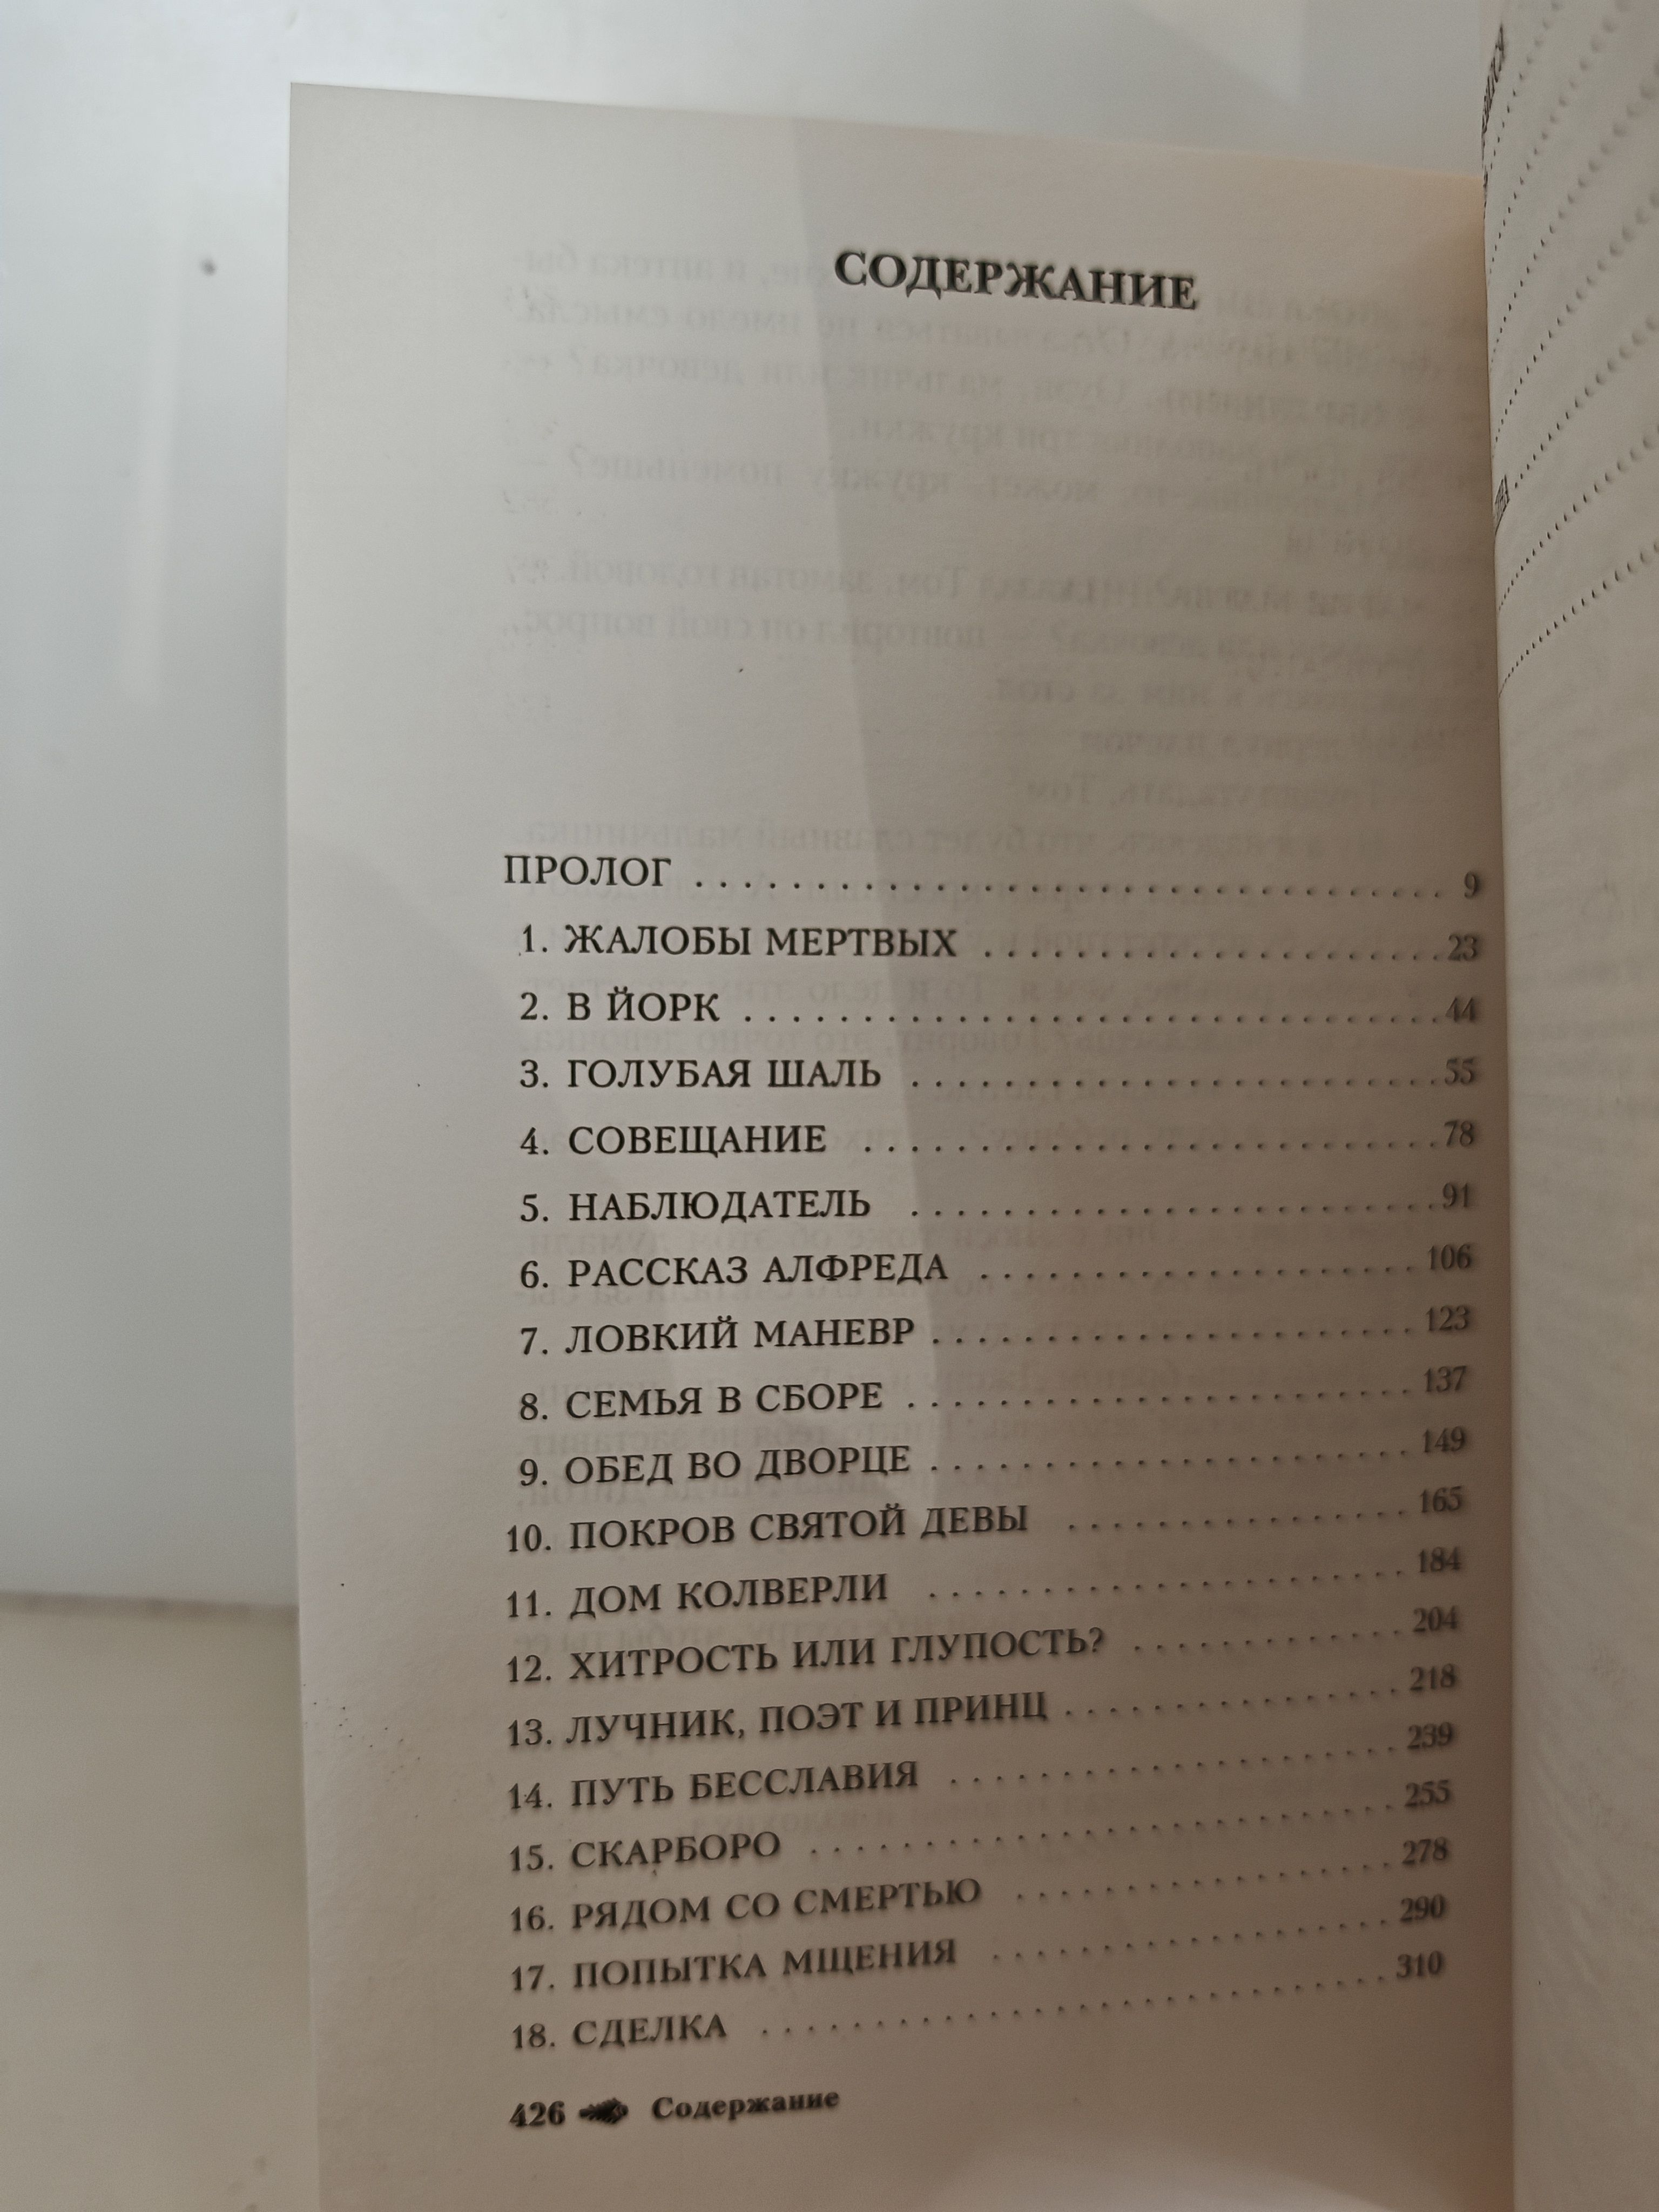 СОДЕРЖАНИЕ
ПРОЛОГ . . . . . . . . . . . . . . . . . . . . . . . . . . . . . . . 9
1. ЖАЛОБЫ МЕРТВЫХ . . . . . . . . . . . . . . . . . . . . 23
2. В ЙОРК . . . . . . . . . . . . . . . . . . . . . . . . . . . . . 44
3. ГОЛУБАЯ ШАЛЬ . . . . . . . . . . . . . . . . . . . . . . . 55
4. СОВЕЩАНИЕ . . . . . . . . . . . . . . . . . . . . . . . . . 78
5. НАБЛЮДАТЕЛЬ . . . . . . . . . . . . . . . . . . . . . . . 91
6. РАССКАЗ АЛФРЕДА . . . . . . . . . . . . . . . . . . . . 106
7. ЛОВКИЙ МАНЕВР . . . . . . . . . . . . . . . . . . . . . 123
8. СЕМЬЯ В СБОРЕ . . . . . . . . . . . . . . . . . . . . . . 137
9. ОБЕД ВО ДВОРЦЕ . . . . . . . . . . . . . . . . . . . . . 149
10. ПОКРОВ СВЯТОЙ ДЕВЫ . . . . . . . . . . . . . . . 165
11. ДОМ КОЛВЕРЛИ . . . . . . . . . . . . . . . . . . . . . 184
12. ХИТРОСТЬ ИЛИ ГЛУПОСТЬ? . . . . . . . . . . . . 204
13. ЛУЧНИК, ПОЭТ И ПРИНЦ . . . . . . . . . . . . . . . 218
14. ПУТЬ БЕССЛАВИЯ . . . . . . . . . . . . . . . . . . . . 239
15. СКАРБОРО . . . . . . . . . . . . . . . . . . . . . . . . . . 255
16. РЯДОМ СО СМЕРТЬЮ . . . . . . . . . . . . . . . . . 278
17. ПОПЫТКА МЩЕНИЯ . . . . . . . . . . . . . . . . . . 290
18. СДЕЛКА . . . . . . . . . . . . . . . . . . . . . . . . . . . . 310
426 Содержание